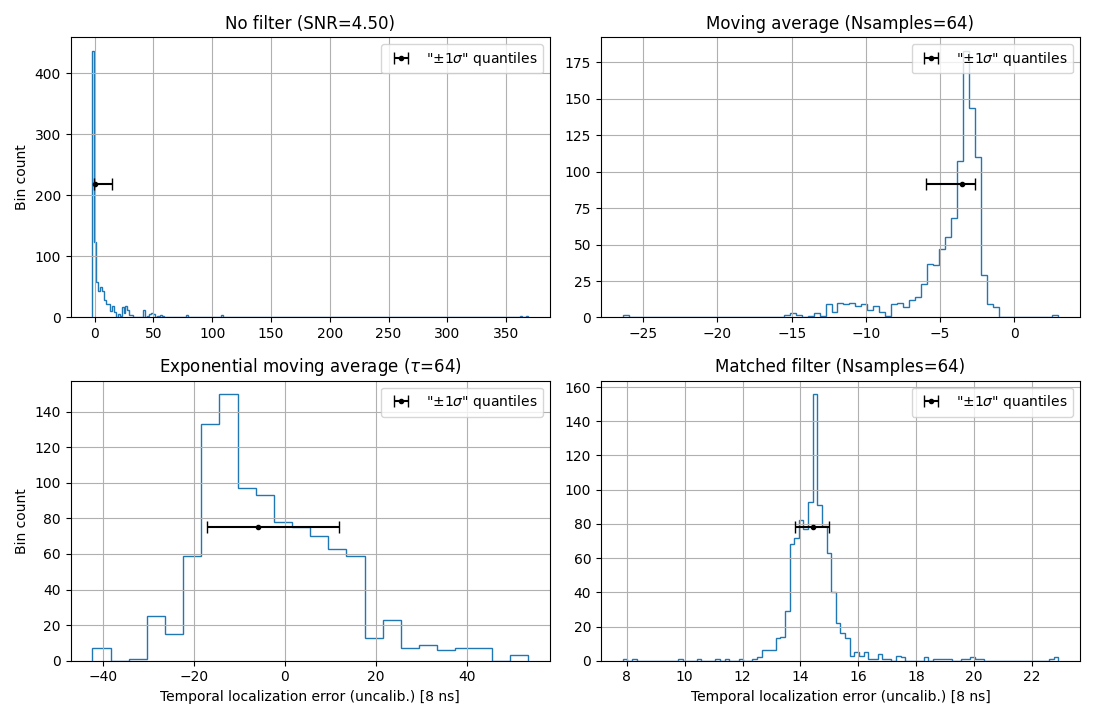 No filter (SNR=4.50)
"±1σ" quantiles
Bin count
400
300
200
100
0
0 50 100 150 200 250 300 350
Moving average (Nsamples=64)
"±1σ" quantiles
175
150
125
100
75
50
25
0
−25 −20 −15 −10 −5 0
Exponential moving average (τ=64)
"±1σ" quantiles
Bin count
140
120
100
80
60
40
20
0
−40 −20 0 20 40
Temporal localization error (uncalib.) [8 ns]
Matched filter (Nsamples=64)
"±1σ" quantiles
160
140
120
100
80
60
40
20
0
8 10 12 14 16 18 20 22
Temporal localization error (uncalib.) [8 ns]